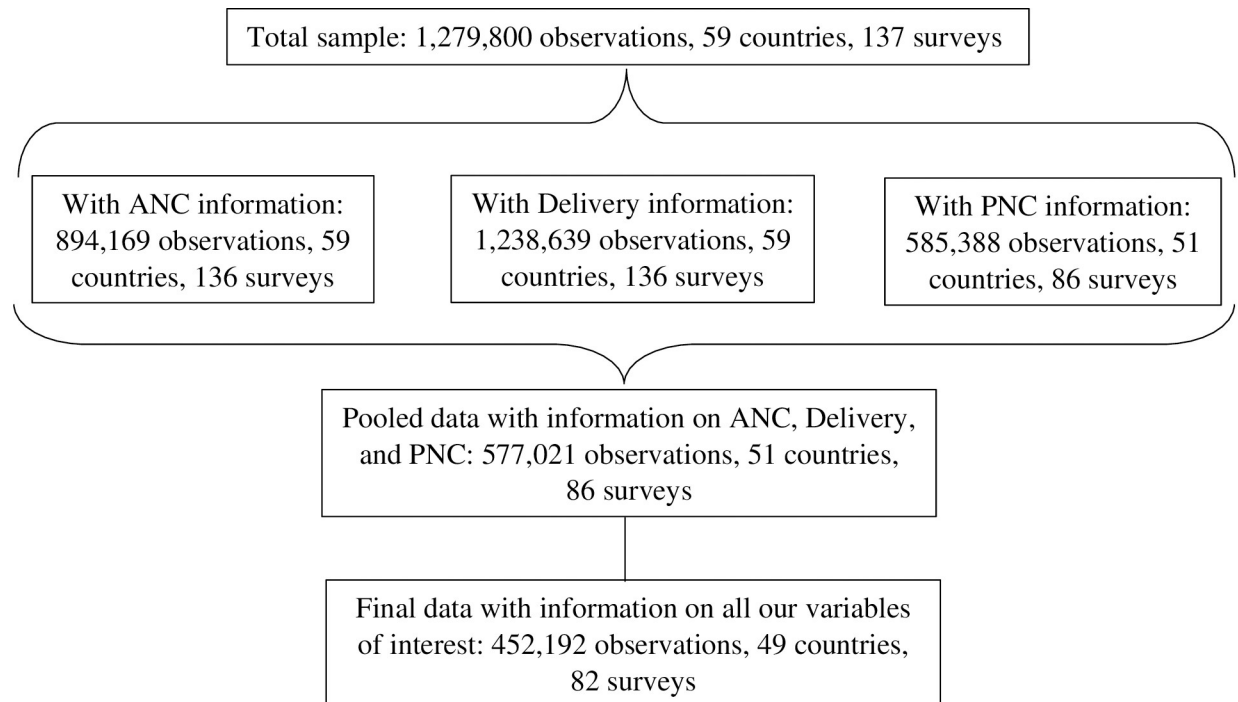 Total sample: 1,279,800 observations, 59 countries, 137 surveys
With ANC information:
894,169 observations, 59
countries, 136 surveys
With Delivery information:
1,238,639 observations, 59
countries, 136 surveys
With PNC information:
585,388 observations, 51
countries, 86 surveys
Pooled data with information on ANC, Delivery,
and PNC: 577,021 observations, 51 countries,
86 surveys
Final data with information on all our variables
of interest: 452,192 observations, 49 countries,
82 surveys